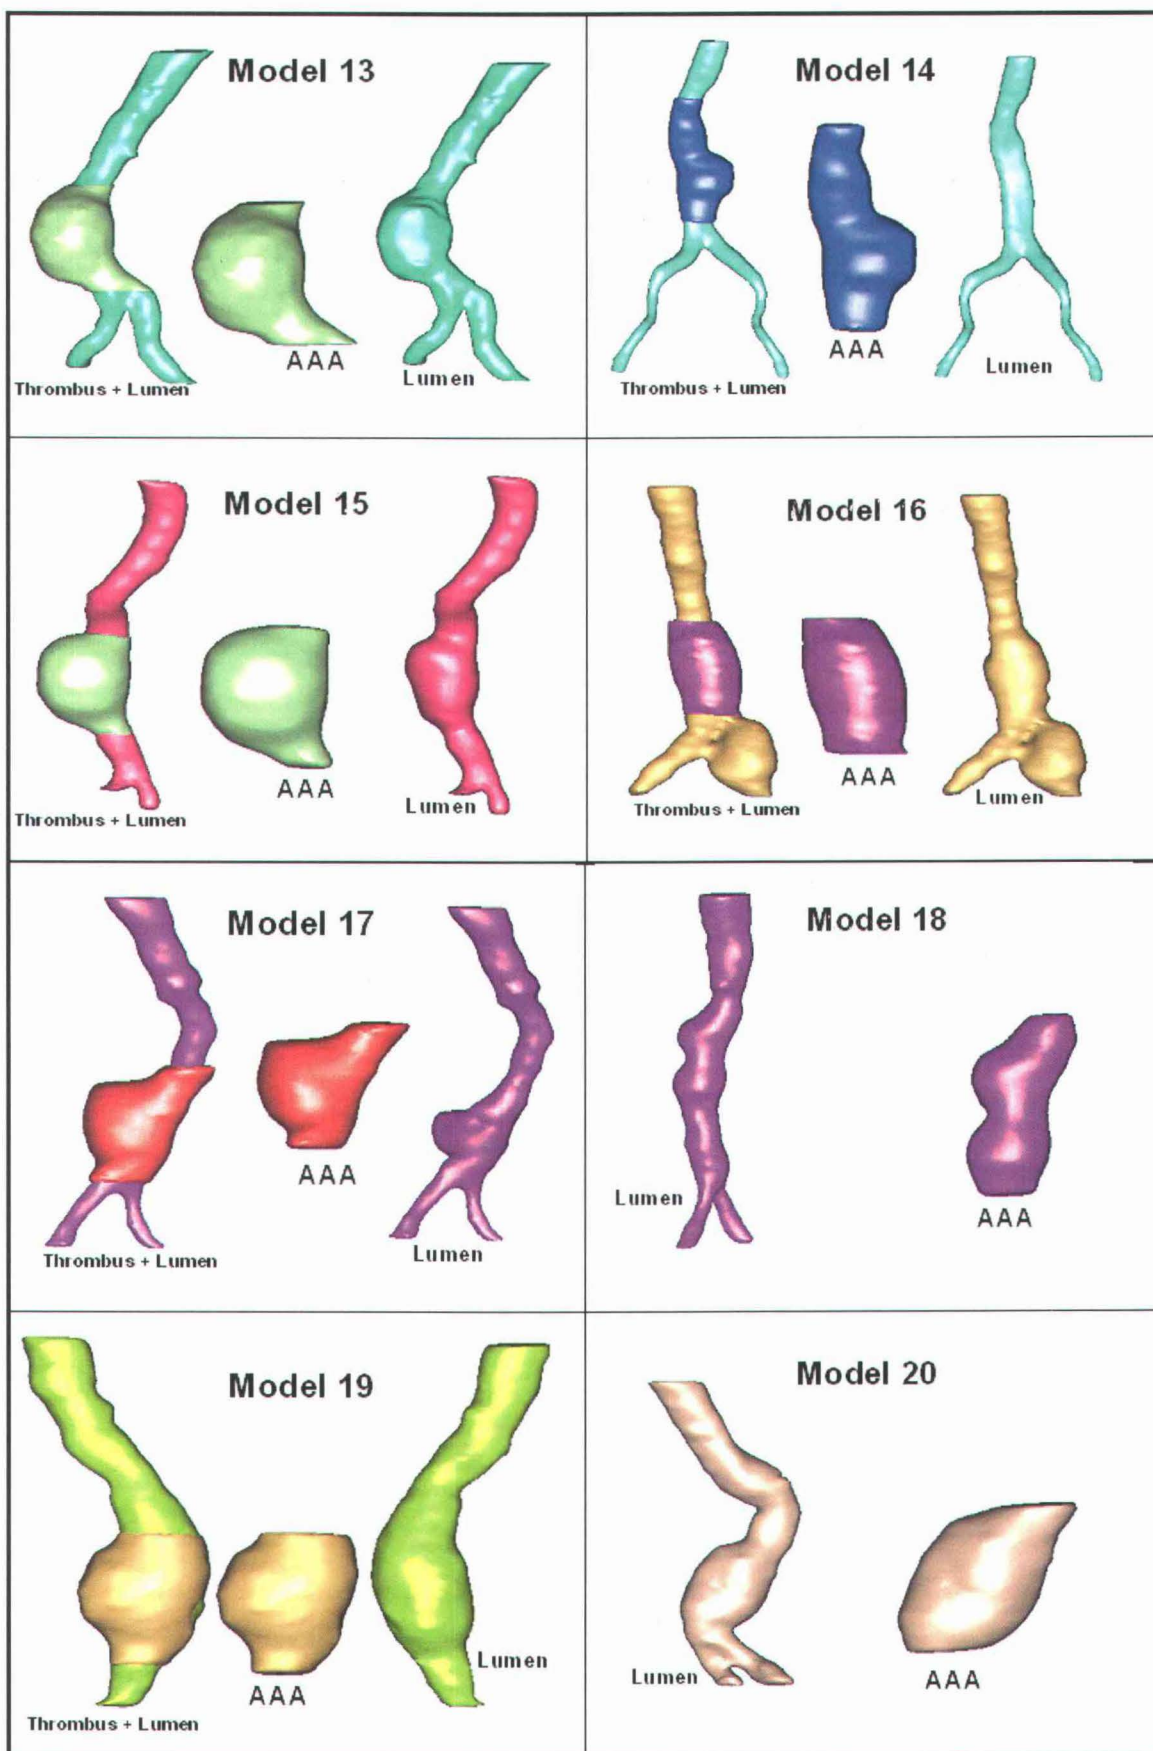 Model 13
AAA
Lumen
Thrombus + Lumen
Model 14
AAA
Lumen
Thrombus + Lumen
Model 15
AAA
Lumen
Thrombus + Lumen
Model 16
AAA
Lumen
Thrombus + Lumen
Model 17
AAA
Lumen
Thrombus + Lumen
Model 18
Lumen
AAA
Model 19
Lumen
AAA
Thrombus + Lumen
Model 20
Lumen
AAA